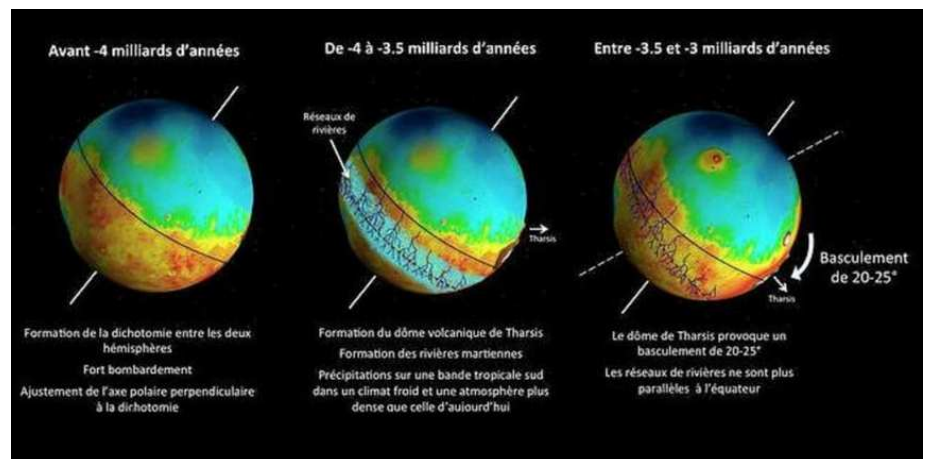 Avant -4 milliards d'années
De -4 à -3.5 milliards d'années
Entre -3.5 et -3 milliards d'années
Réseaux de
rivières
Tharsis
Tharsis
Basculement
de 20-25°
Formation de la dichotomie entre les deux
hémisphères
Fort bombardement
Ajustement de l'axe polaire perpendiculaire
à la dichotomie
Formation du dôme volcanique de Tharsis
Formation des rivières martiennes
Précipitations sur une bande tropicale sud
dans un climat froid et une atmosphère plus
dense que celle d'aujourd'hui
Le dôme de Tharsis provoque un
basculement de 20-25°
Les réseaux de rivières ne sont plus
parallèles à l'équateur